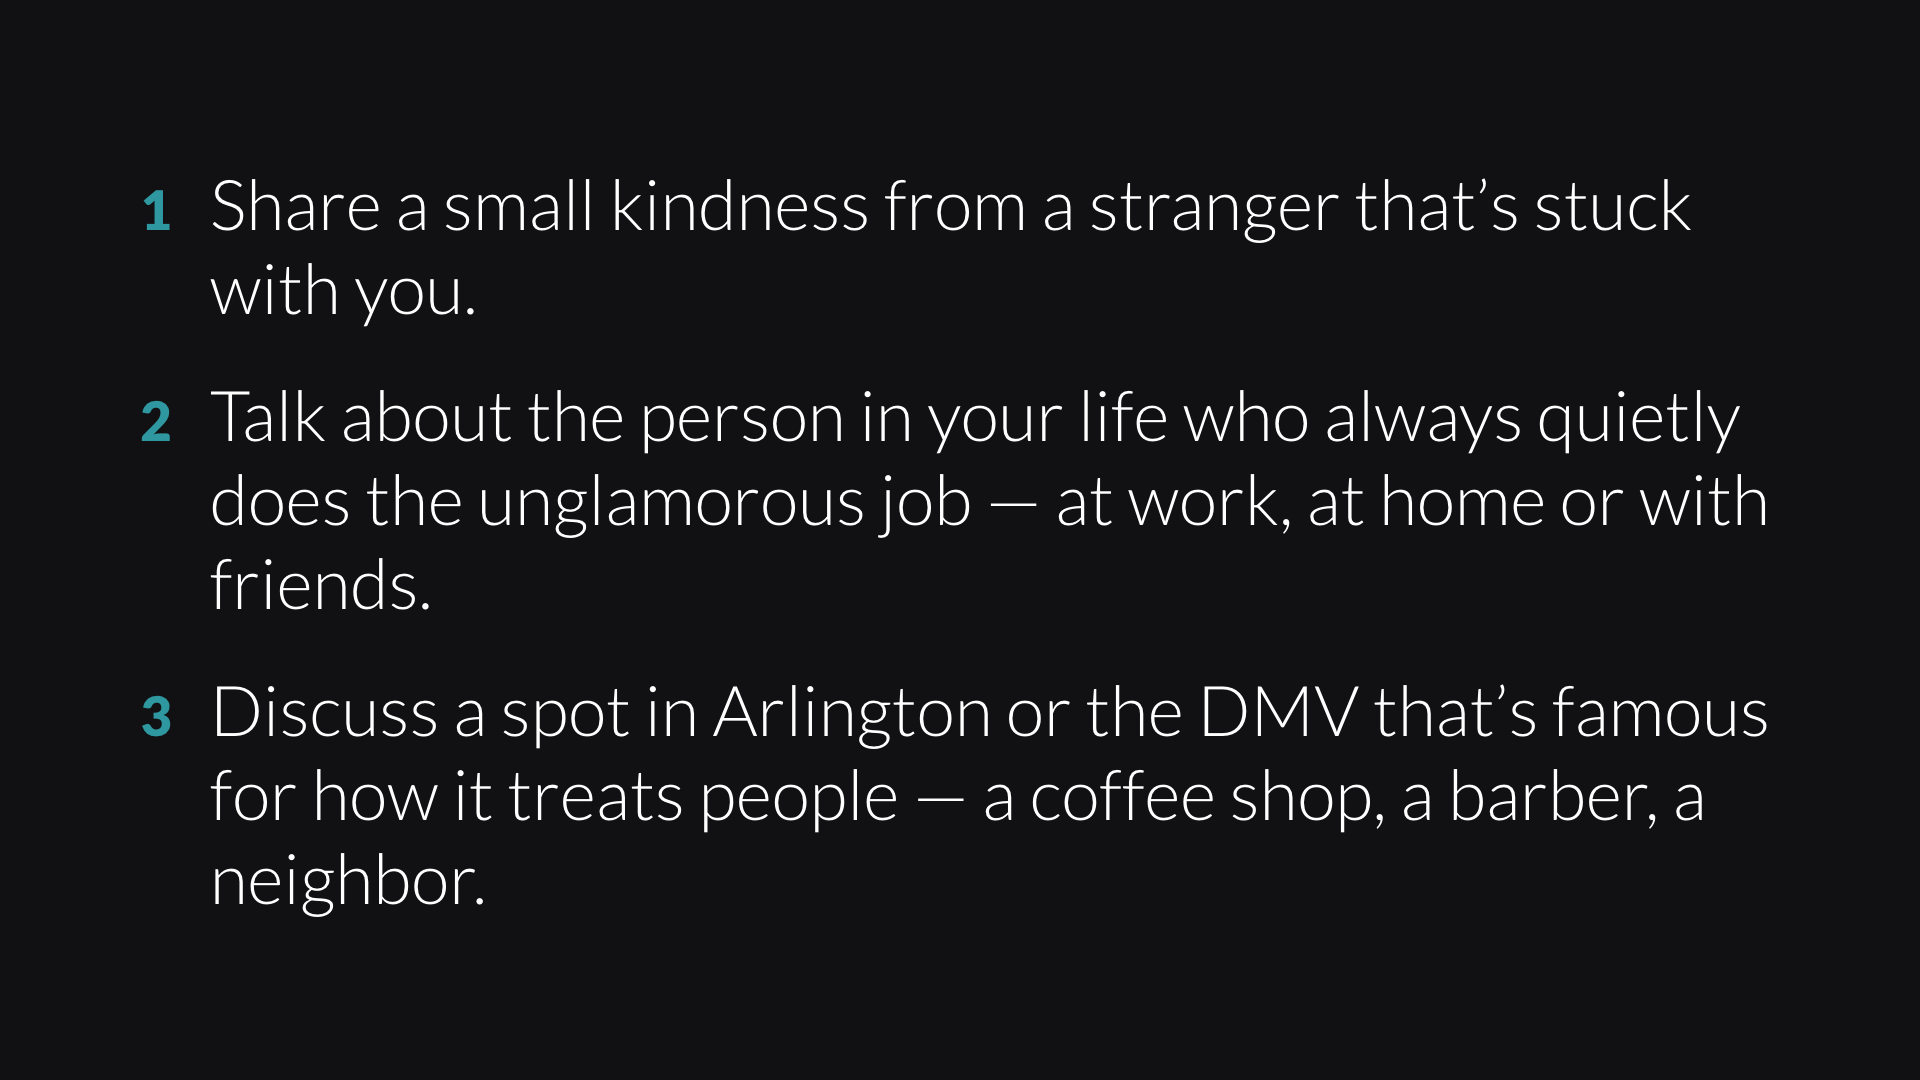 1 Share a small kindness from a stranger that’s stuck
with you.
2 Talk about the person in your life who always quietly
does the unglamorous job — at work, at home or with
friends.
3 Discuss a spot in Arlington or the DMV that’s famous
for how it treats people — a coffee shop, a barber, a
neighbor.